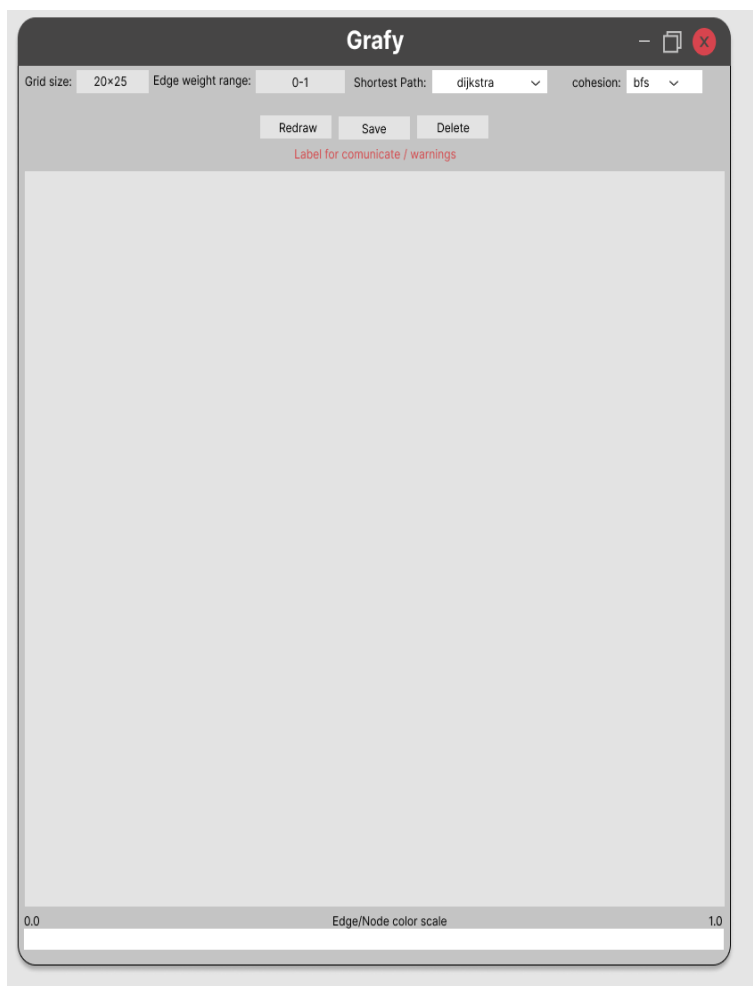 Grafy
X
Grid size: 20×25 Edge weight range: 0-1 Shortest Path: dijkstra cohesion: bfs
Redraw Save Delete
Label for comunicate / warnings
0.0 Edge/Node color scale 1.0